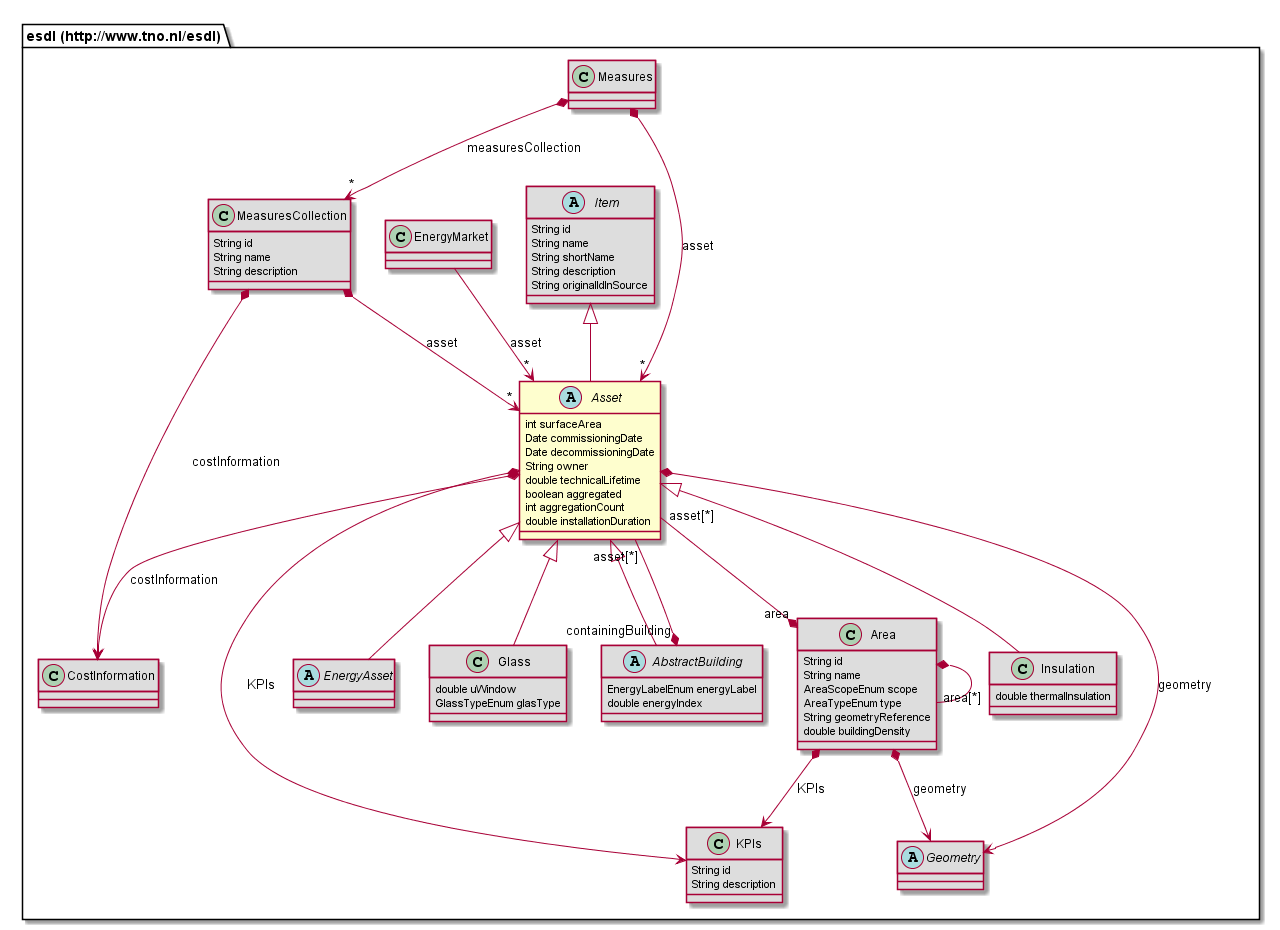 esdl (http://www.tno.nl/esdl)
C Measures
measuresCollection
*
C MeasuresCollection
String id
String name
String description
C EnergyMarket
A Item
String id
String name
String shortName
String description
String originalIdInSource
asset
asset
asset
*
*
*
A Asset
int surfaceArea
Date commissioningDate
Date decommissioningDate
String owner
double technicalLifetime
boolean aggregated
int aggregationCount
double installationDuration
costInformation
costInformation
asset[*]
asset[*]
area
containingBuilding
KPIs
geometry
C CostInformation
A EnergyAsset
C Glass
double uWindow
GlassTypeEnum glasType
A AbstractBuilding
EnergyLabelEnum energyLabel
double energyIndex
C Area
String id
String name
AreaScopeEnum scope
AreaTypeEnum type
String geometryReference
double buildingDensity
area[*]
C Insulation
double thermalInsulation
KPIs
geometry
C KPIs
String id
String description
A Geometry